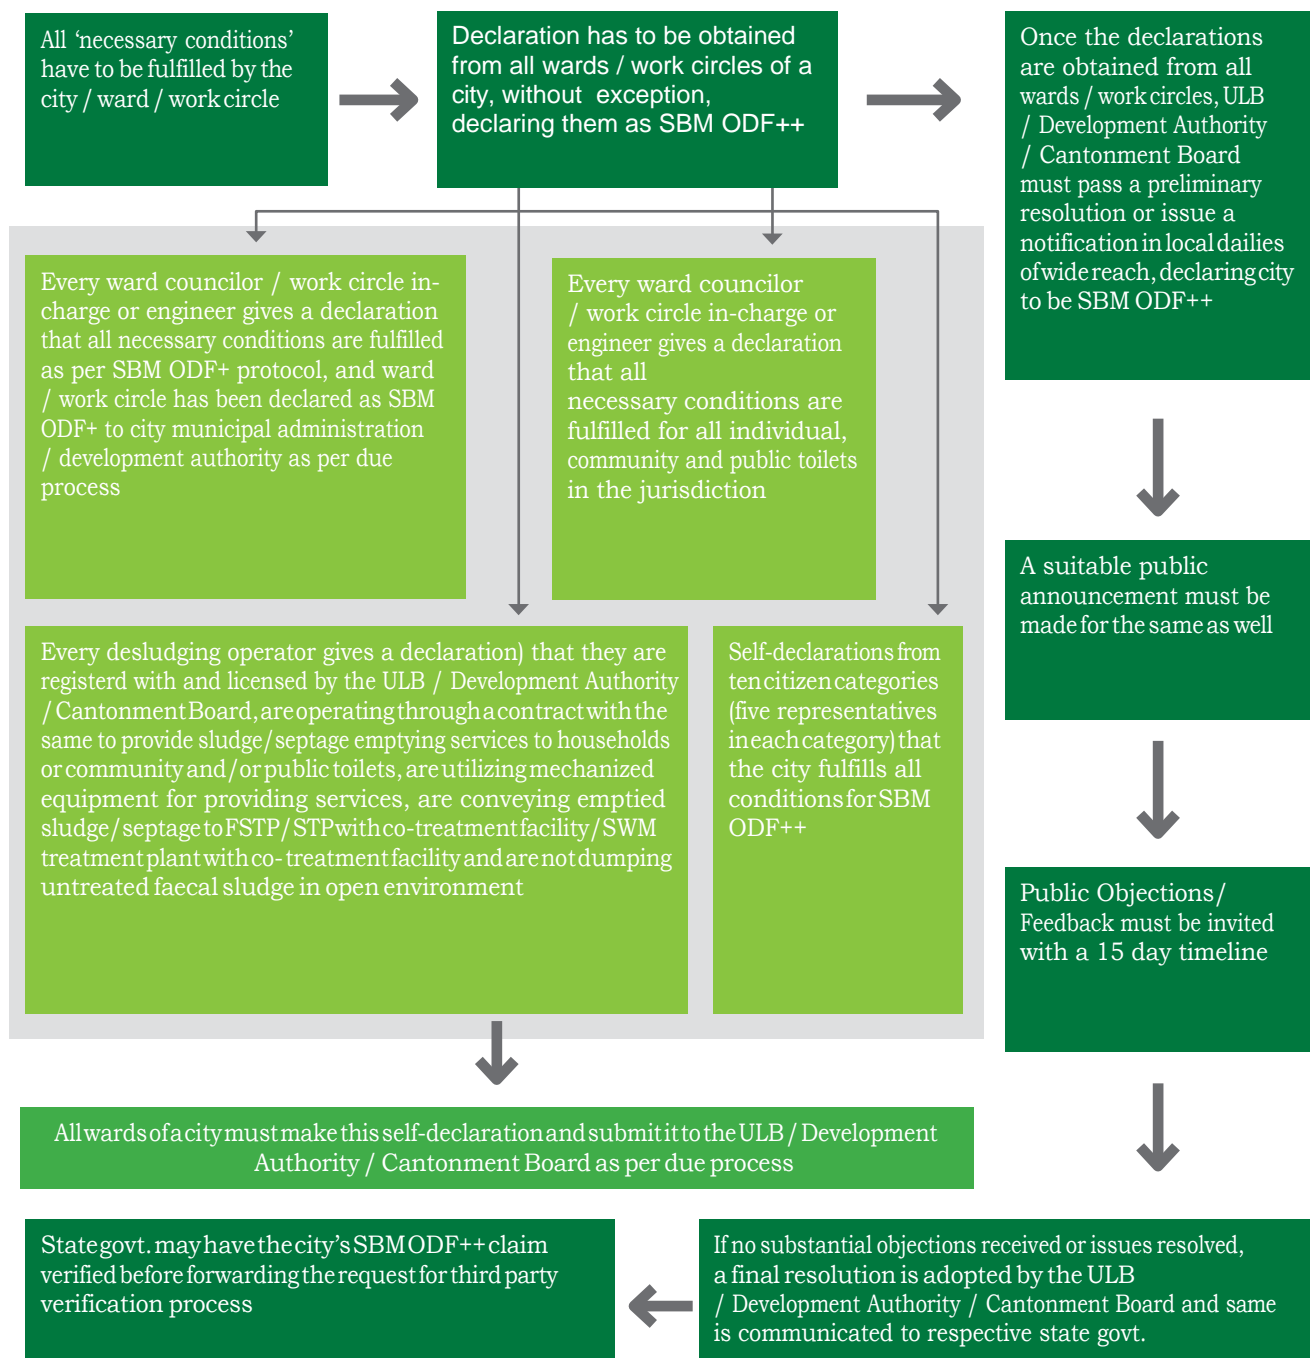 All ‘necessary conditions’
have to be fulfilled by the
city / ward / work circle
Declaration has to be obtained
from all wards / work circles of a
city, without exception,
declaring them as SBM ODF++
Once the declarations
are obtained from all
wards / work circles, ULB
/ Development Authority
/ Cantonment Board
must pass a preliminary
resolution or issue a
notification in local dailies
of wide reach, declaring city
to be SBM ODF++
Every ward councilor / work circle in-
charge or engineer gives a declaration
that all necessary conditions are fulfilled
as per SBM ODF+ protocol, and ward
/ work circle has been declared as SBM
ODF+ to city municipal administration
/ development authority as per due
process
Every ward councilor
/ work circle in-charge or
engineer gives a declaration
that all
necessary conditions are
fulfilled for all individual,
community and public toilets
in the jurisdiction
A suitable public
announcement must be
made for the same as well
Every desludging operator gives a declaration) that they are
registerd with and licensed by the ULB / Development Authority
/ Cantonment Board, are operating through a contract with the
same to provide sludge/septage emptying services to households
or community and/or public toilets, are utilizing mechanized
equipment for providing services, are conveying emptied
sludge/septage to FSTP/STP with co-treatment facility/SWM
treatment plant with co- treatment facility and are not dumping
untreated faecal sludge in open environment
Self-declarations from
ten citizen categories
(five representatives
in each category) that
the city fulfills all
conditions for SBM
ODF++
Public Objections/
Feedback must be invited
with a 15 day timeline
All wards of a city must make this self-declaration and submit it to the ULB / Development
Authority / Cantonment Board as per due process
If no substantial objections received or issues resolved,
a final resolution is adopted by the ULB
/ Development Authority / Cantonment Board and same
is communicated to respective state govt.
State govt. may have the city’s SBM ODF++ claim
verified before forwarding the request for third party
verification process